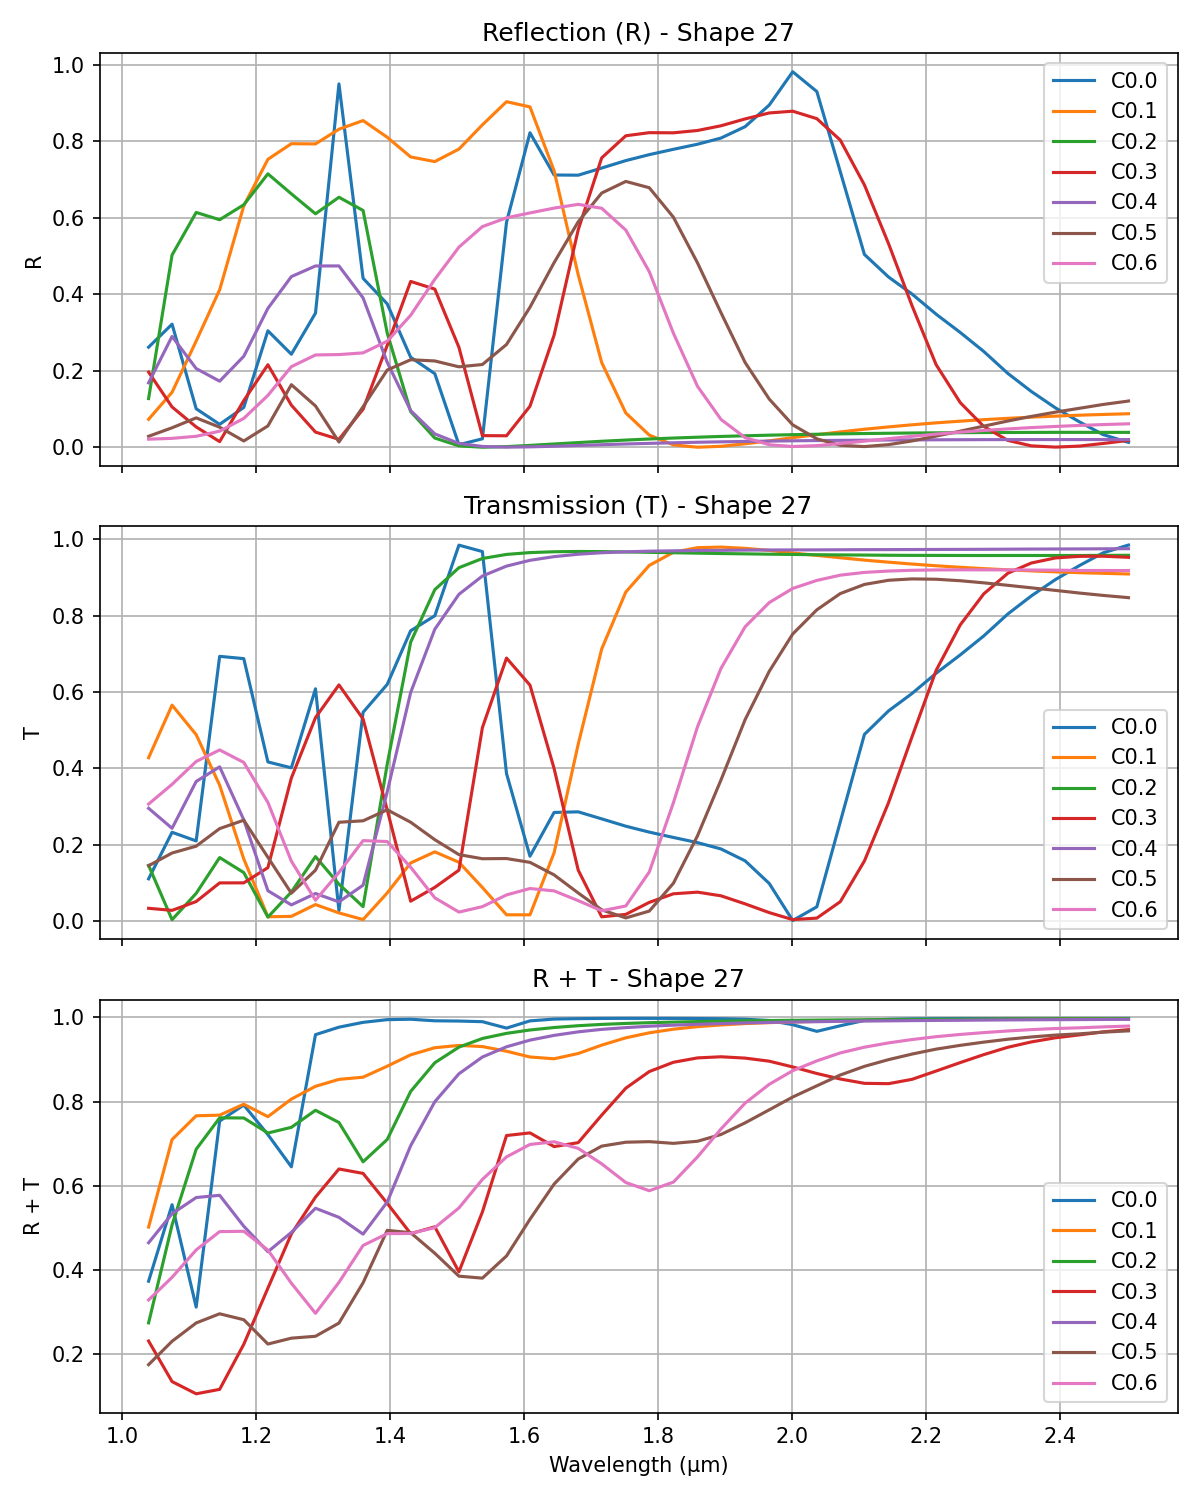 Reflection (R) - Shape 27
1.0
0.8
0.6
0.4
0.2
0.0
R
C0.0
C0.1
C0.2
C0.3
C0.4
C0.5
C0.6
Transmission (T) - Shape 27
1.0
0.8
0.6
0.4
0.2
0.0
T
C0.0
C0.1
C0.2
C0.3
C0.4
C0.5
C0.6
R + T - Shape 27
1.0
0.8
0.6
0.4
0.2
R + T
C0.0
C0.1
C0.2
C0.3
C0.4
C0.5
C0.6
1.0 1.2 1.4 1.6 1.8 2.0 2.2 2.4
Wavelength (μm)